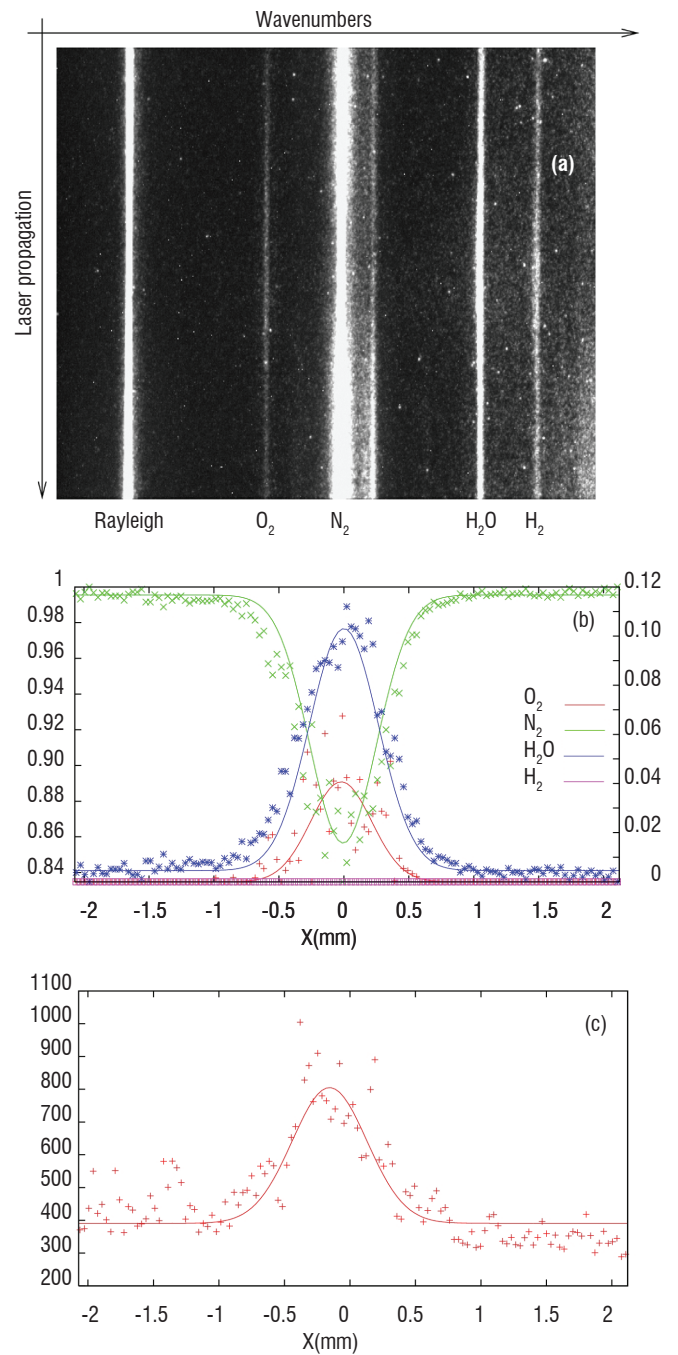 Wavenumbers
Laser propagation
(a)
Rayleigh O₂ N₂ H₂O H₂
1 0.12
(b)
0.98
0.10
0.96
0.08
0.94
O₂
0.92 N₂ 0.06
H₂O
0.90
H₂
0.04
0.88
0.86 0.02
0.84 0
-2 -1.5 -1 -0.5 0 0.5 1 1.5 2
X(mm)
1100
1000 (c)
900
800
700
600
500
400
300
200
-2 -1.5 -1 -0.5 0 0.5 1 1.5 2
X(mm)